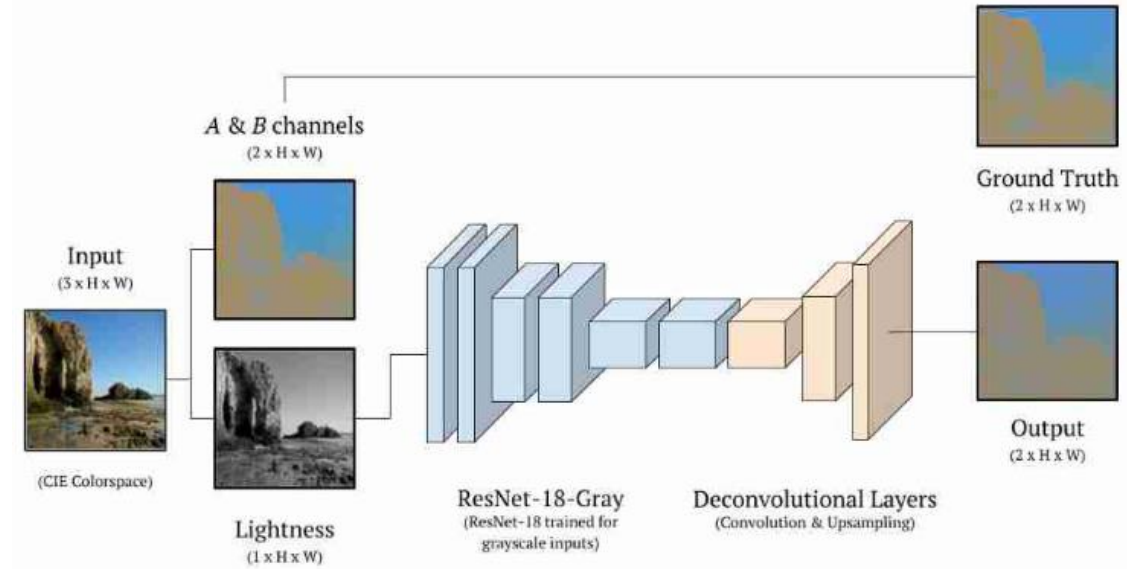 A & B channels
(2 x H x W)
Ground Truth
(2 x H x W)
Input
(3 x H x W)
(CIE Colorspace)
Lightness
(1 x H x W)
ResNet-18-Gray
(ResNet-18 trained for
grayscale inputs)
Deconvolutional Layers
(Convolution & Upsampling)
Output
(2 x H x W)